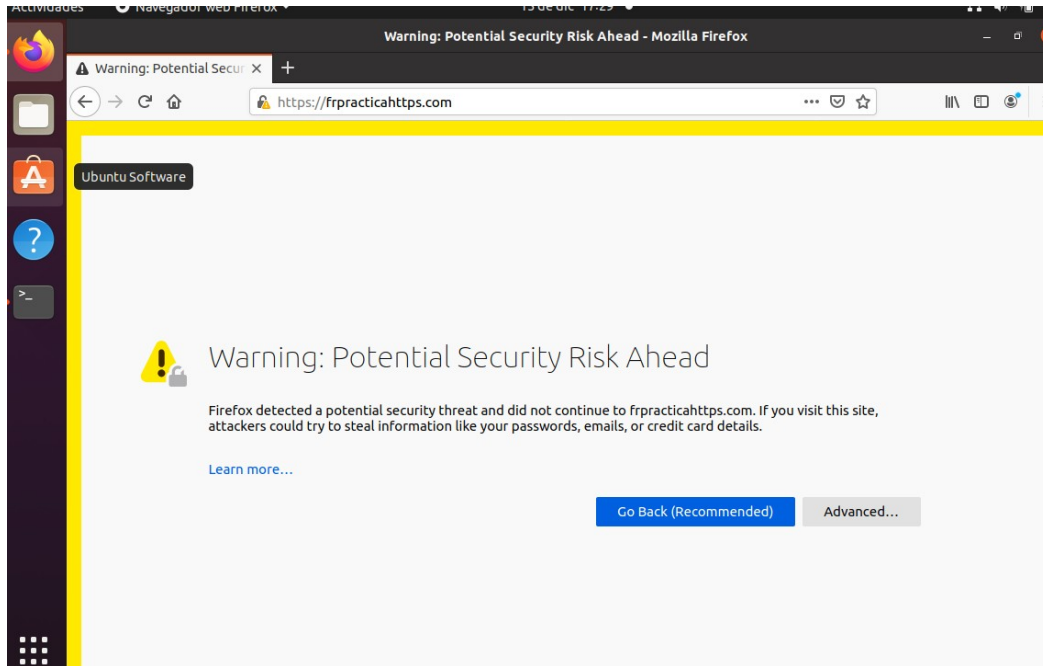 Actividades Navegador web Firefox 17:29
Warning: Potential Security Risk Ahead - Mozilla Firefox
Warning: Potential Secur
https://frpracticahttps.com
Ubuntu Software
Warning: Potential Security Risk Ahead
Firefox detected a potential security threat and did not continue to frpracticahttps.com. If you visit this site,
attackers could try to steal information like your passwords, emails, or credit card details.
Learn more…
Go Back (Recommended) Advanced…